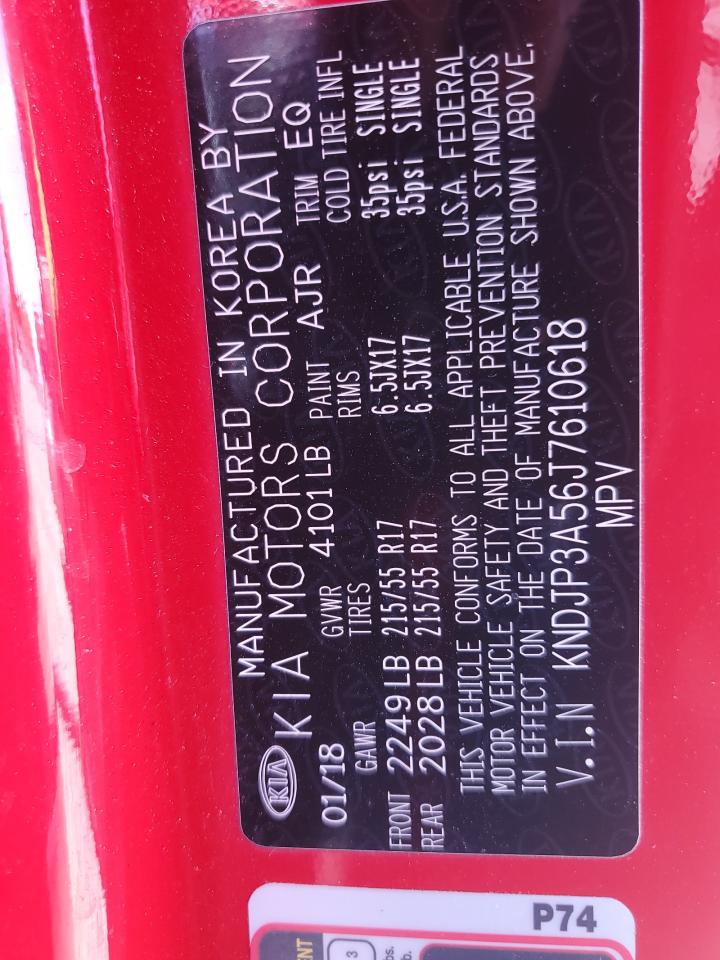 MANUFACTURED IN KOREA BY
KIA KIA MOTORS CORPORATION
01/18 GVWR 4101LB PAINT AJR TRIM EQ
GAWR TIRES RIMS COLD TIRE INFL
FRONT 2249LB 215/55 R17 6.5JX17 35psi SINGLE
REAR 2028LB 215/55 R17 6.5JX17 35psi SINGLE
THIS VEHICLE CONFORMS TO ALL APPLICABLE U.S.A. FEDERAL
MOTOR VEHICLE SAFETY AND THEFT PREVENTION STANDARDS
IN EFFECT ON THE DATE OF MANUFACTURE SHOWN ABOVE.
V.I.N KNDJP3A56J7610618
MPV
P74
3